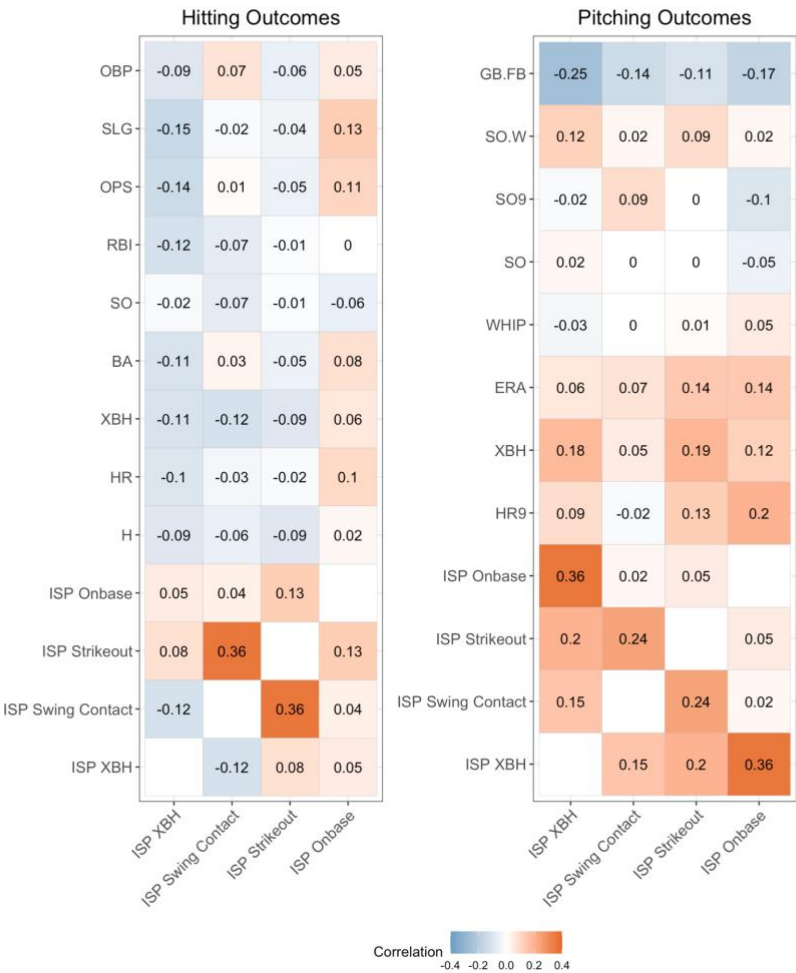 Hitting Outcomes
OBP -0.09 0.07 -0.06 0.05
SLG -0.15 -0.02 -0.04 0.13
OPS -0.14 0.01 -0.05 0.11
RBI -0.12 -0.07 -0.01 0
SO -0.02 -0.07 -0.01 -0.06
BA -0.11 0.03 -0.05 0.08
XBH -0.11 -0.12 -0.09 0.06
HR -0.1 -0.03 -0.02 0.1
H -0.09 -0.06 -0.09 0.02
ISP Onbase 0.05 0.04 0.13
ISP Strikeout 0.08 0.36 0.13
ISP Swing Contact -0.12 0.36 0.04
ISP XBH -0.12 0.08 0.05
ISP XBH
ISP Swing Contact
ISP Strikeout
ISP Onbase
Pitching Outcomes
GB.FB -0.25 -0.14 -0.11 -0.17
SO.W 0.12 0.02 0.09 0.02
SO9 -0.02 0.09 0 -0.1
SO 0.02 0 0 -0.05
WHIP -0.03 0 0.01 0.05
ERA 0.06 0.07 0.14 0.14
XBH 0.18 0.05 0.19 0.12
HR9 0.09 -0.02 0.13 0.2
ISP Onbase 0.36 0.02 0.05
ISP Strikeout 0.2 0.24 0.05
ISP Swing Contact 0.15 0.24 0.02
ISP XBH 0.15 0.2 0.36
ISP XBH
ISP Swing Contact
ISP Strikeout
ISP Onbase
Correlation
-0.4 -0.2 0.0 0.2 0.4